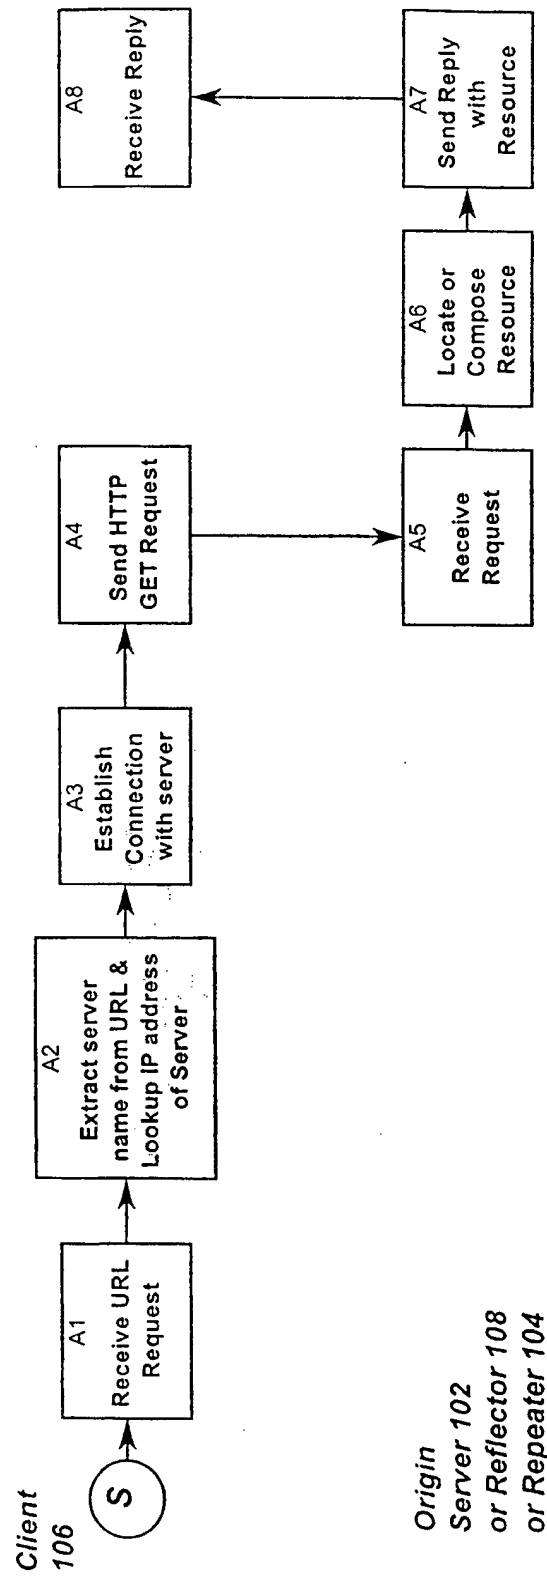 Client
106
S
A1
Receive URL
Request
A2
Extract server
name from URL &
Lookup IP address
of Server
A3
Establish
Connection
with server
A4
Send HTTP
GET Request
A8
Receive Reply
Origin
Server 102
or Reflector 108
or Repeater 104
A5
Receive
Request
A6
Locate or
Compose
Resource
A7
Send Reply
with
Resource